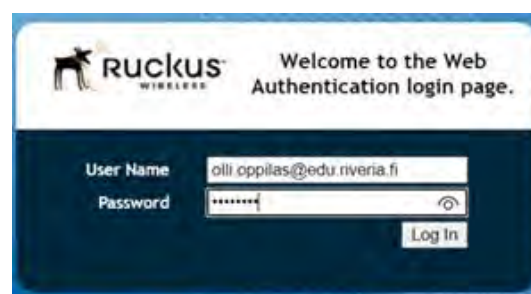 RUCKUS
WIRELESS
Welcome to the Web
Authentication login page.
User Name
olli.oppilas@edu.riveria.fi
Password
••••••••
Log In